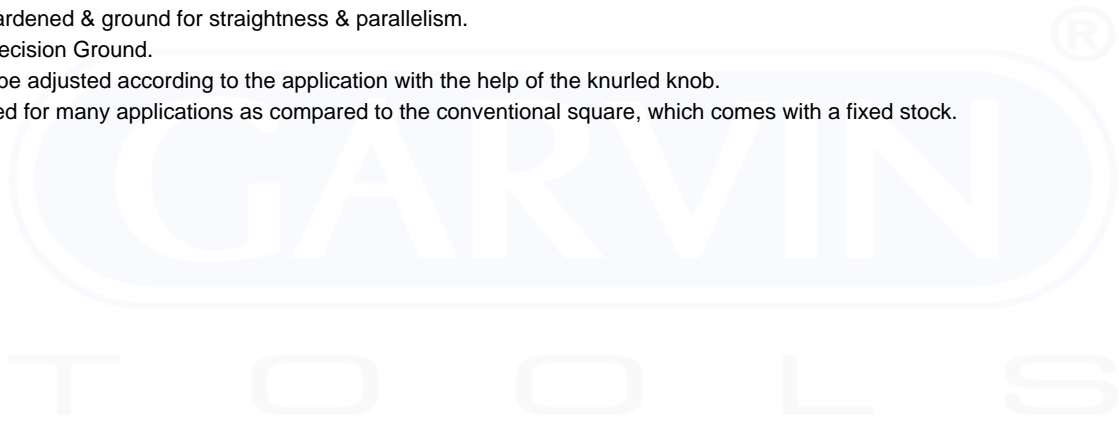 ardened & ground for straightness & parallelism.
ecision Ground.
be adjusted according to the application with the help of the knurled knob.
ed for many applications as compared to the conventional square, which comes with a fixed stock.
®
GARVIN
TOOLS